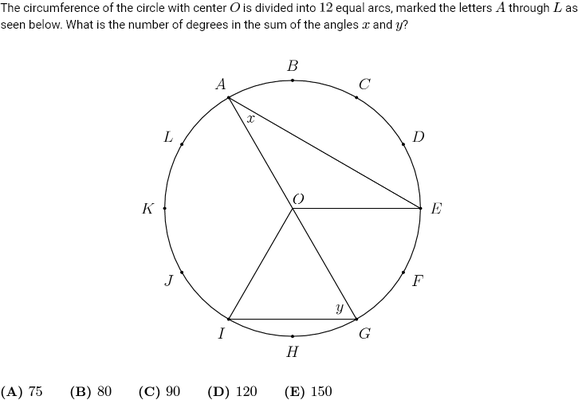 The circumference of the circle with center O is divided into 12 equal arcs, marked the letters A through L as
seen below. What is the number of degrees in the sum of the angles x and y?
B
A
C
x
L
D
O
K
E
J
F
y
I
G
H
(A) 75 (B) 80 (C) 90 (D) 120 (E) 150